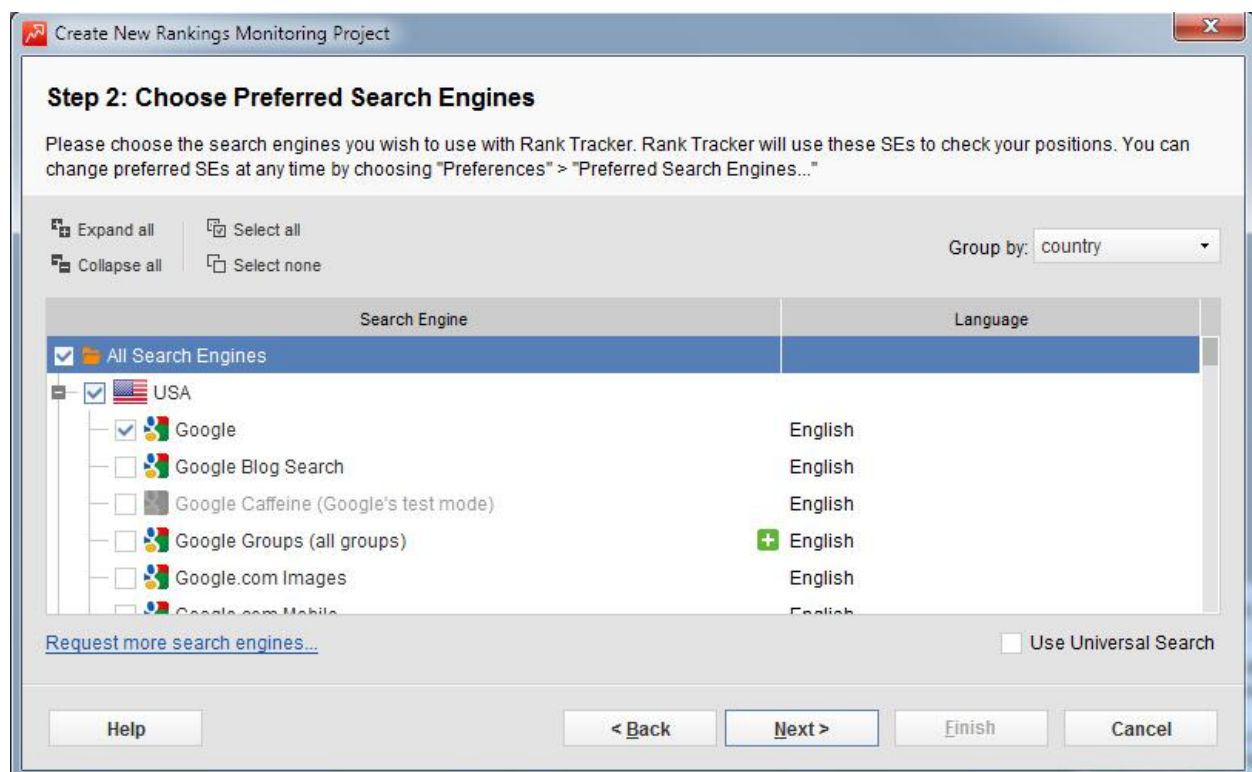 Create New Rankings Monitoring Project
Step 2: Choose Preferred Search Engines
Please choose the search engines you wish to use with Rank Tracker. Rank Tracker will use these SEs to check your positions. You can
change preferred SEs at any time by choosing "Preferences" > "Preferred Search Engines..."
Expand all Select all
Group by: country
Collapse all Select none
Search Engine Language
All Search Engines
USA
Google English
Google Blog Search English
Google Caffeine (Google's test mode) English
Google Groups (all groups) English
Google.com Images English
Google.com Mobile English
Request more search engines... Use Universal Search
Help < Back Next > Finish Cancel